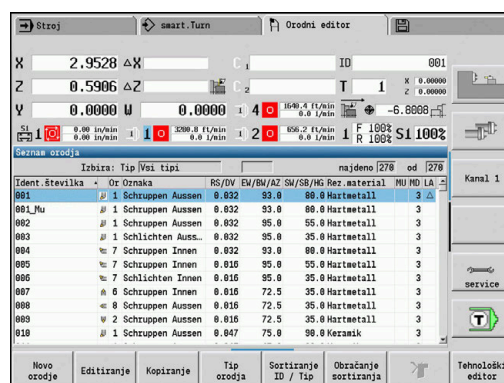 Stroj smart.Turn Orodni editor
X 2.9528 ΔX ID 001
Z 0.5906 ΔZ T 1 X 0.00000 Z 0.00000
Y 0.0000 U 0.0000 4 0 1640.4 ft/min 0.0 1/min -6.8008
S1 1 0 0.00 in/min 0.00 in/min 1 0 3280.8 ft/min 0.0 1/min 2 0 656.2 ft/min 0.0 1/min 1 F 100% R 100% S1 100%
Seznam orodja
Izbira: Tip Vsi tipi najdeno 278 od 278
Ident.številka Or Oznaka RS/DV EW/BW/AZ SW/SB/HG Rez.material MU MD LA
001 1 Schruppen Aussen 0.032 93.0 80.0 Hartmetall 3 Δ
001_Mu 1 Schruppen Aussen 0.032 93.0 80.0 Hartmetall 3
002 1 Schruppen Aussen 0.032 95.0 55.0 Hartmetall 3
003 1 Schlichten Auss… 0.032 95.0 35.0 Hartmetall 3
004 7 Schruppen Innen 0.032 93.0 80.0 Hartmetall 3
005 7 Schruppen Innen 0.016 95.0 55.0 Hartmetall 3
006 7 Schlichten Innen 0.016 95.0 35.0 Hartmetall 3
007 6 Schruppen Innen 0.016 72.5 35.0 Hartmetall 3
008 8 Schruppen Aussen 0.016 72.5 35.0 Hartmetall 3
009 2 Schruppen Aussen 0.016 72.5 35.0 Hartmetall 3
010 1 Schruppen Aussen 0.047 75.0 90.0 Keramik 3
Kanal 1
service
T
Novo orodje
Editiranje
Kopiranje
Tip orodja
Sortiranje ID / Tip
Obračanje sortiranja
Tehnološki editor